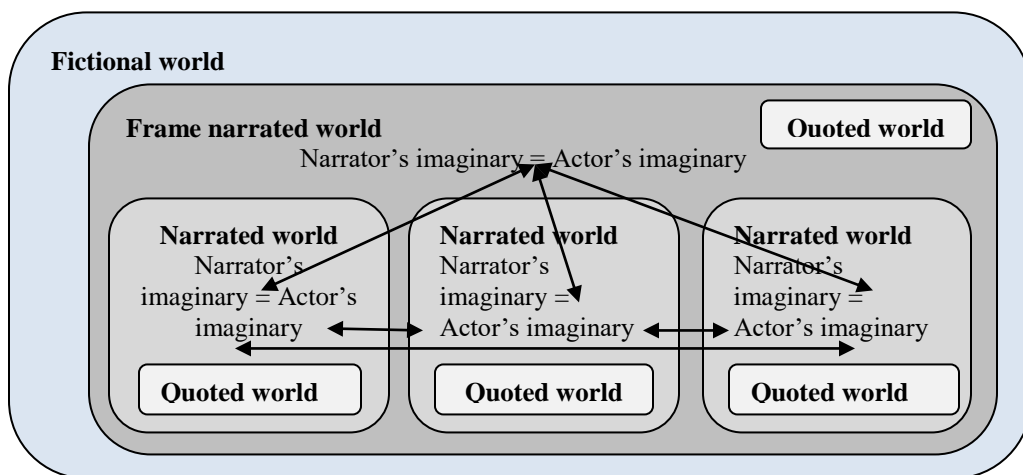 Fictional world
Frame narrated world
Quoted world
Narrator’s imaginary = Actor’s imaginary
Narrated world
Narrator’s
imaginary = Actor’s
imaginary
Quoted world
Narrated world
Narrator’s
imaginary =
Actor’s imaginary
Quoted world
Narrated world
Narrator’s
imaginary =
Actor’s imaginary
Quoted world